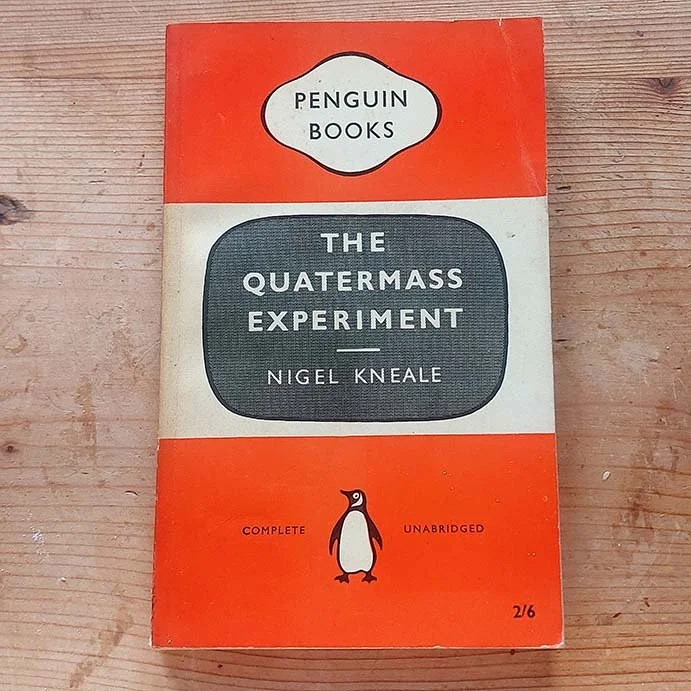 PENGUIN
BOOKS
THE
QUATERMASS
EXPERIMENT
NIGEL KNEALE
COMPLETE UNABRIDGED
2/6